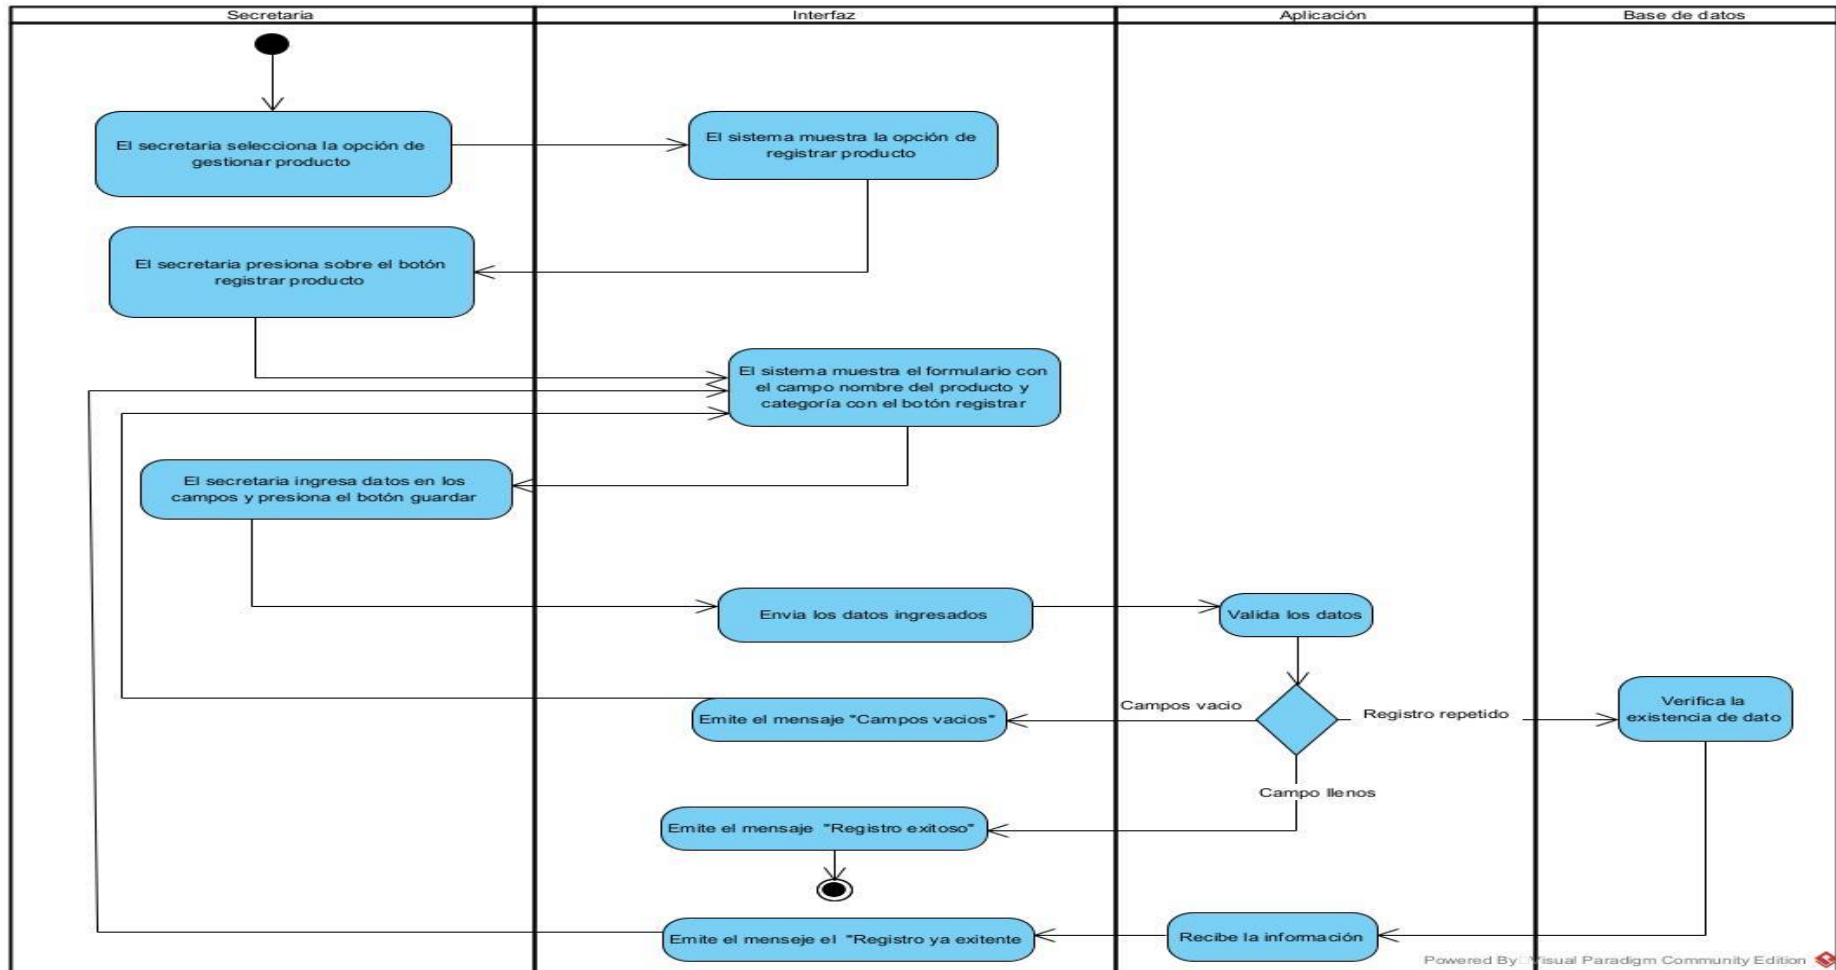 Secretaria
Interfaz
Aplicación
Base de datos
El secretaria selecciona la opción de
gestionar producto
El sistema muestra la opción de
registrar producto
El secretaria presiona sobre el botón
registrar producto
El sistema muestra el formulario con
el campo nombre del producto y
categoría con el botón registrar
El secretaria ingresa datos en los
campos y presiona el botón guardar
Envia los datos ingresados
Valida los datos
Campos vacio
Registro repetido
Verifica la
existencia de dato
Emite el mensaje "Campos vacios"
Campo llenos
Emite el mensaje "Registro exitoso"
Emite el menseje el "Registro ya exitente
Recibe la información
Powered By Visual Paradigm Community Edition